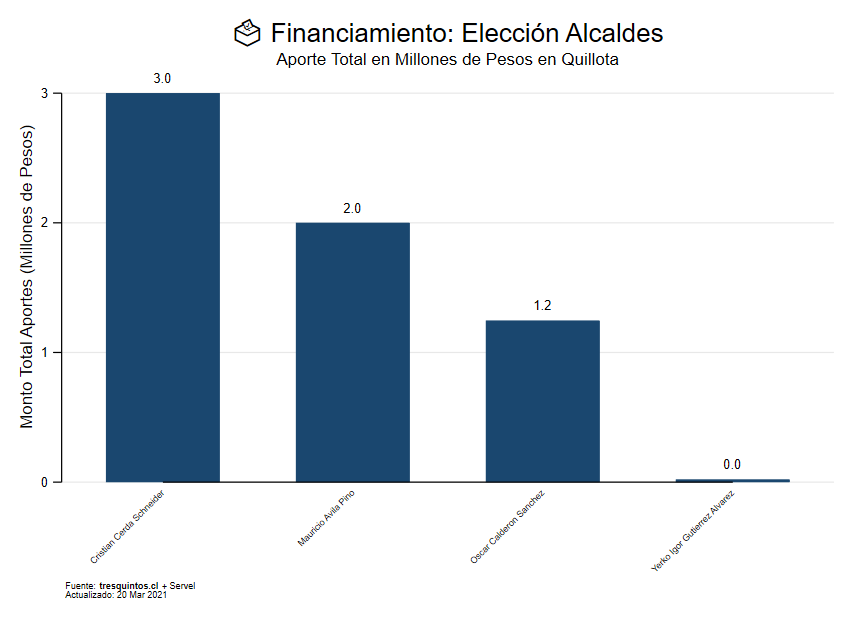 Financiamiento: Elección Alcaldes
Aporte Total en Millones de Pesos en Quillota
Monto Total Aportes (Millones de Pesos)
3
2
1
0
3.0
2.0
1.2
0.0
Cristian Cerda Schneider
Mauricio Avila Pino
Oscar Calderon Sanchez
Yerko Igor Gutierrez Alvarez
Fuente: tresquintos.cl + Servel
Actualizado: 20 Mar 2021